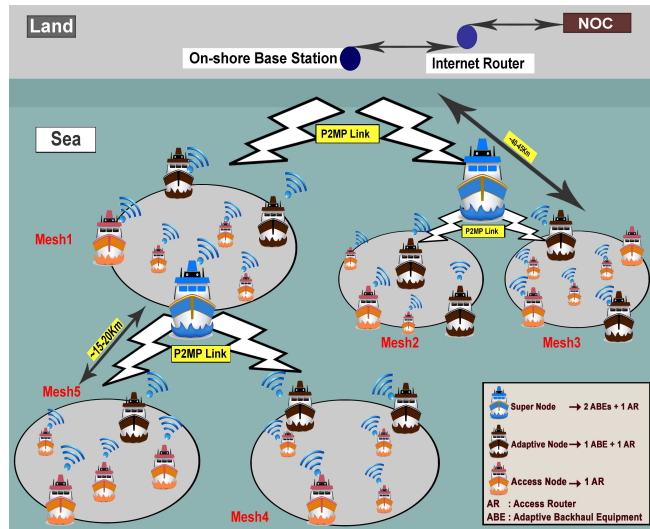 Land
NOC
On-shore Base Station
Internet Router
Sea
P2MP Link
~40-45Km
Mesh1
P2MP Link
Mesh2
Mesh3
~15-20Km
P2MP Link
Mesh5
Mesh4
Super Node → 2 ABEs + 1 AR
Adaptive Node → 1 ABE + 1 AR
Access Node → 1 AR
AR : Access Router
ABE : Adaptive Backhaul Equipment